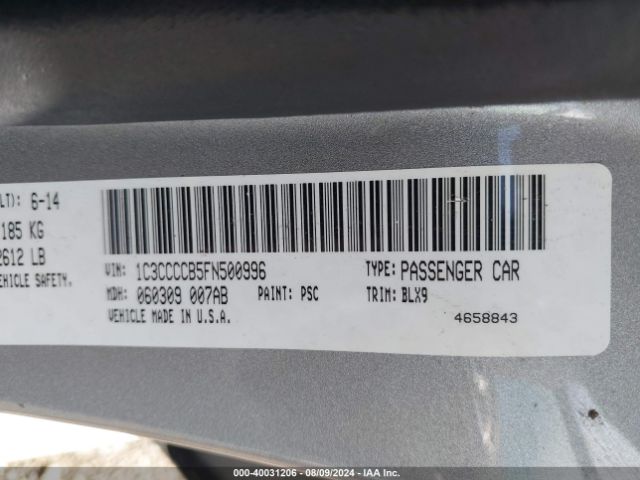 LT): 6-14
185 KG
2612 LB
EHICLE SAFETY.
VIN: 1C3CCCCB5FN500996
TYPE: PASSENGER CAR
MDH: 060309 007AB
PAINT: PSC
TRIM: BLX9
VEHICLE MADE IN U.S.A.
4658843
000-40031206 - 08/09/2024 - IAA Inc.